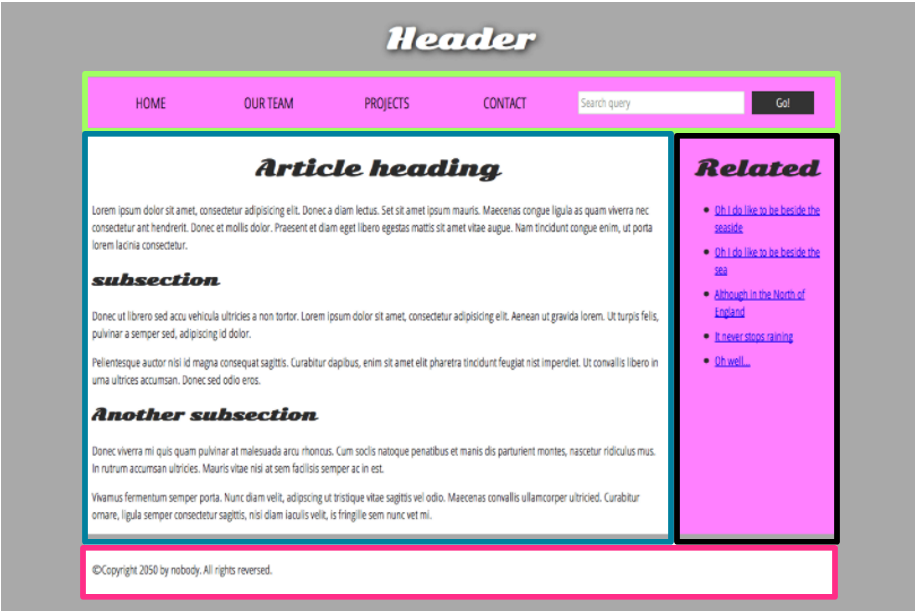 Header
HOME OUR TEAM PROJECTS CONTACT Search query Go!
Article heading
Lorem ipsum dolor sit amet, consectetur adipisicing elit. Donec a diam lectus. Set sit amet ipsum mauris. Maecenas congue ligula as quam viverra nec
consectetur ant hendrerit. Donec et mollis dolor. Praesent et diam eget libero egestas mattis sit amet vitae augue. Nam tincidunt congue enim, ut porta
lorem lacinia consectetur.
subsection
Donec ut librero sed accu vehicula ultricies a non tortor. Lorem ipsum dolor sit amet, consectetur adipisicing elit. Aenean ut gravida lorem. Ut turpis felis,
pulvinar a semper sed, adipiscing id dolor.
Pellentesque auctor nisi id magna consequat sagittis. Curabitur dapibus, enim sit amet elit pharetra tincidunt feugiat nist imperdiet. Ut convallis libero in
urna ultrices accumsan. Donec sed odio eros.
Another subsection
Donec viverra mi quis quam pulvinar at malesuada arcu rhoncus. Cum soclis natoque penatibus et manis dis parturient montes, nascetur ridiculus mus.
In rutrum accumsan ultricies. Mauris vitae nisi at sem facilisis semper ac in est.
Vivamus fermentum semper porta. Nunc diam velit, adipscing ut tristique vitae sagittis vel odio. Maecenas convallis ullamcorper ultricied. Curabitur
ornare, ligula semper consectetur sagittis, nisi diam iaculis velit, is fringille sem nunc vet mi.
Related
Oh I do like to be beside the
seaside
Oh I do like to be beside the
sea
Although in the North of
England
It never stops raining
Oh well...
©Copyright 2050 by nobody. All rights reversed.